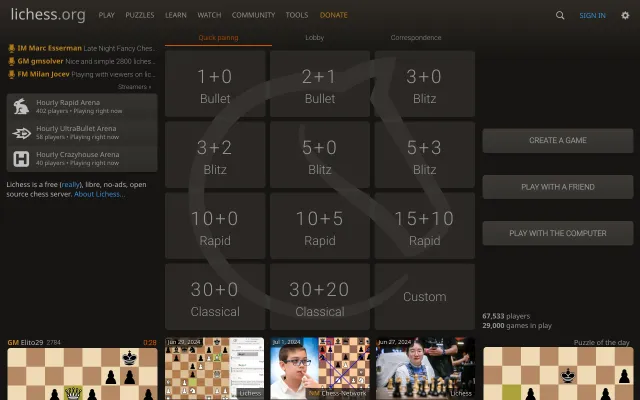 lichess.org PLAY PUZZLES LEARN WATCH COMMUNITY TOOLS DONATE SIGN IN
Quick pairing Lobby Correspondence
IM Marc Esserman Late Night Fancy Ches…
GM gmsolver Nice and simple 2800 liches…
FM Milan Jocev Playing with viewers on lic…
Streamers »
Hourly Rapid Arena
402 players • Playing right now
Hourly UltraBullet Arena
58 players • Playing right now
Hourly Crazyhouse Arena
40 players • Playing right now
Lichess is a free (really), libre, no-ads, open
source chess server. About Lichess...
1+0
Bullet
2+1
Bullet
3+0
Blitz
3+2
Blitz
5+0
Blitz
5+3
Blitz
10+0
Rapid
10+5
Rapid
15+10
Rapid
30+0
Classical
30+20
Classical
Custom
CREATE A GAME
PLAY WITH A FRIEND
PLAY WITH THE COMPUTER
67,533 players
29,000 games in play
GM Elito29 2784 0:28
Jun 29, 2024
Lichess
Jul 1, 2024
NM Chess-Network
Jun 27, 2024
Lichess
Puzzle of the day